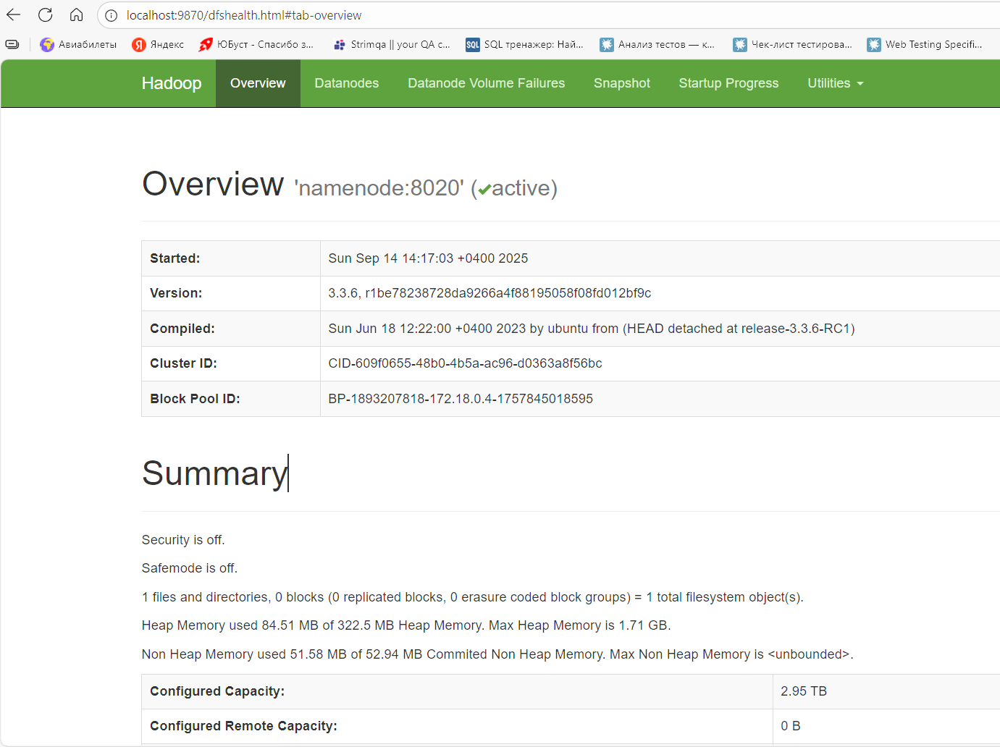 localhost:9870/dfshealth.html#tab-overview
Авиабилеты Яндекс ЮБуст - Спасибо з... Strimqa || your QA c... SQL SQL тренажер: Най... Анализ тестов — к... Чек-лист тестирова... Web Testing Specifi...
Hadoop Overview Datanodes Datanode Volume Failures Snapshot Startup Progress Utilities
Overview 'namenode:8020' (✔active)
Started: Sun Sep 14 14:17:03 +0400 2025
Version: 3.3.6, r1be78238728da9266a4f88195058f08fd012bf9c
Compiled: Sun Jun 18 12:22:00 +0400 2023 by ubuntu from (HEAD detached at release-3.3.6-RC1)
Cluster ID: CID-609f0655-48b0-4b5a-ac96-d0363a8f56bc
Block Pool ID: BP-1893207818-172.18.0.4-1757845018595
Summary
Security is off.
Safemode is off.
1 files and directories, 0 blocks (0 replicated blocks, 0 erasure coded block groups) = 1 total filesystem object(s).
Heap Memory used 84.51 MB of 322.5 MB Heap Memory. Max Heap Memory is 1.71 GB.
Non Heap Memory used 51.58 MB of 52.94 MB Commited Non Heap Memory. Max Non Heap Memory is <unbounded>.
Configured Capacity: 2.95 TB
Configured Remote Capacity: 0 B